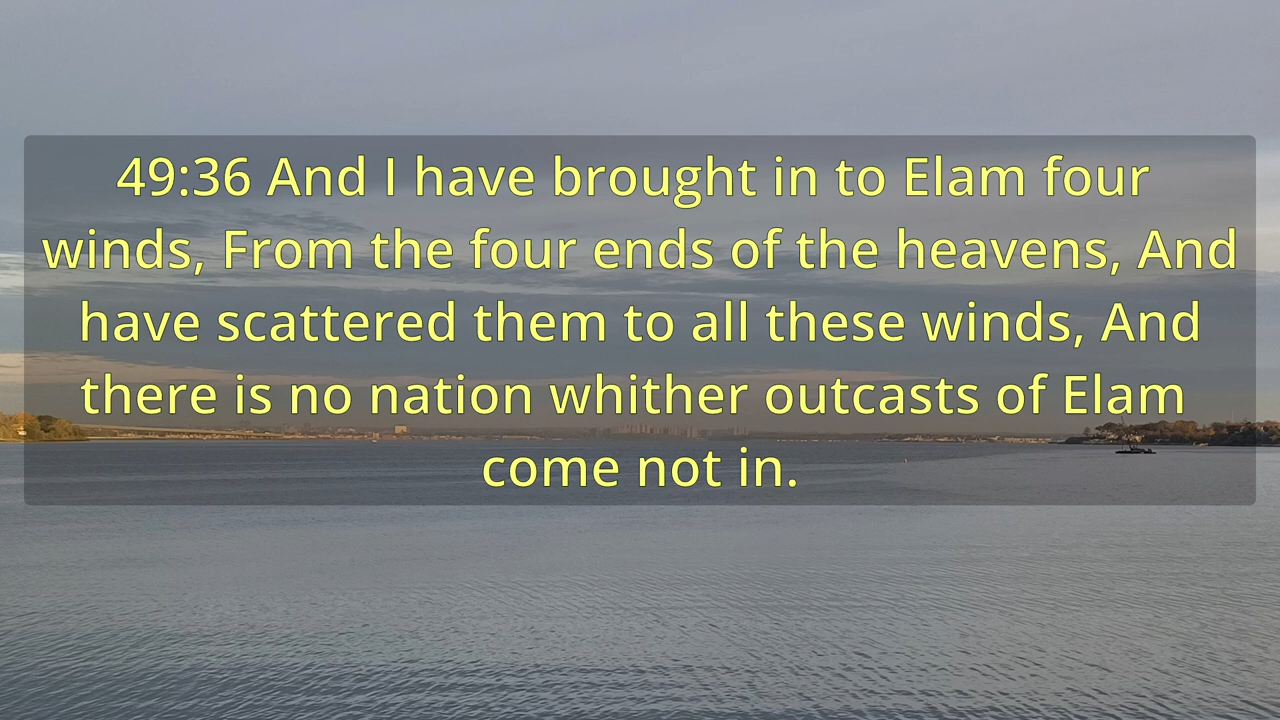 49:36 And I have brought in to Elam four
winds, From the four ends of the heavens, And
have scattered them to all these winds, And
there is no nation whither outcasts of Elam
come not in.